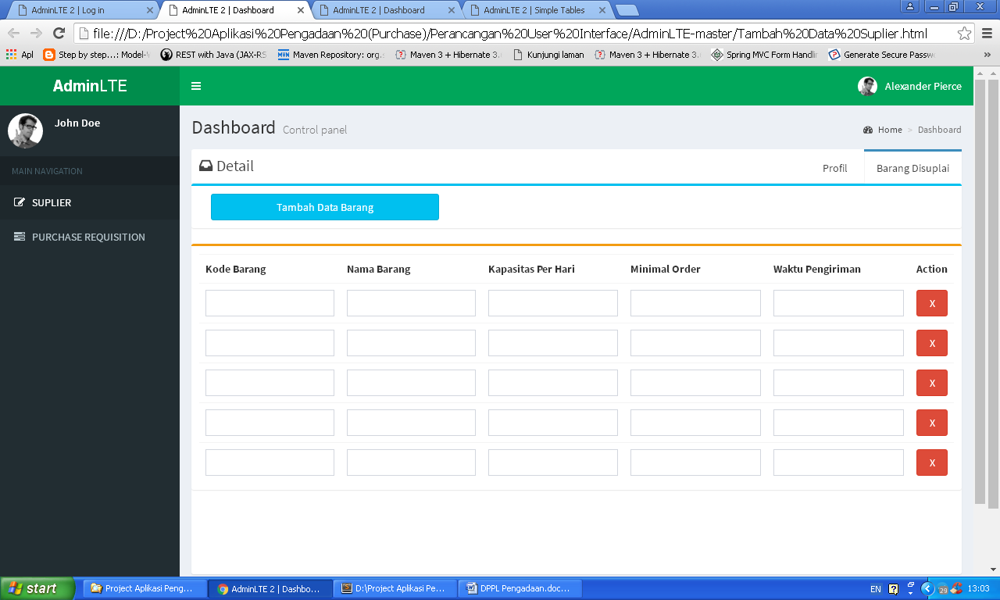 AdminLTE 2 | Log in
AdminLTE 2 | Dashboard
AdminLTE 2 | Dashboard
AdminLTE 2 | Simple Tables
file:///D:/Project%20Aplikasi%20Pengadaan%20(Purchase)/Perancangan%20User%20Interface/AdminLTE-master/Tambah%20Data%20Suplier.html
Apl
Step by step...: Model-
REST with Java (JAX-RS
Maven Repository: org.
Maven 3 + Hibernate 3.
Kunjungi laman
Maven 3 + Hibernate 3.
Spring MVC Form Handli
Generate Secure Passw
»
AdminLTE
Alexander Pierce
John Doe
MAIN NAVIGATION
SUPLIER
PURCHASE REQUISITION
Dashboard Control panel
Home > Dashboard
Detail
Profil
Barang Disuplai
Tambah Data Barang
Kode Barang Nama Barang Kapasitas Per Hari Minimal Order Waktu Pengiriman Action
X
X
X
X
X
start
Project Aplikasi Peng...
AdminLTE 2 | Dashbo...
D:\Project Aplikasi Pe...
DPPL Pengadaan.doc...
EN
29
13:03